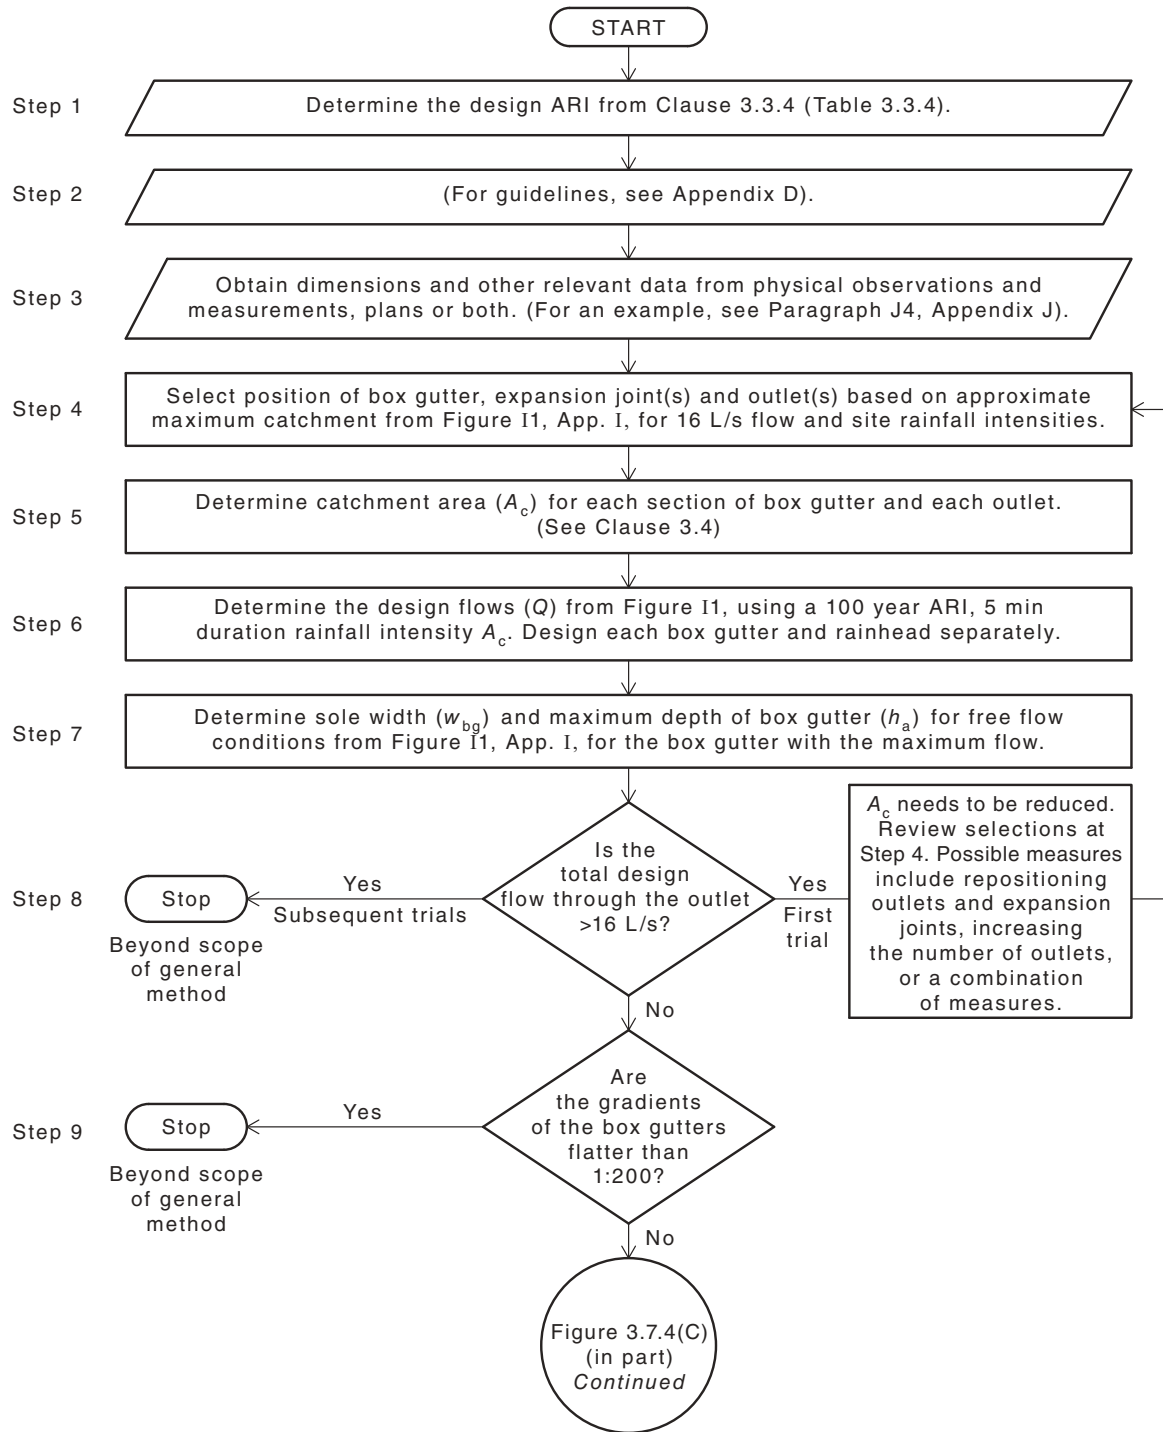 START
Step 1
Determine the design ARI from Clause 3.3.4 (Table 3.3.4).
Step 2
(For guidelines, see Appendix D).
Step 3
Obtain dimensions and other relevant data from physical observations and
measurements, plans or both. (For an example, see Paragraph J4, Appendix J).
Step 4
Select position of box gutter, expansion joint(s) and outlet(s) based on approximate
maximum catchment from Figure I1, App. I, for 16 L/s flow and site rainfall intensities.
Step 5
Determine catchment area (Ac) for each section of box gutter and each outlet.
(See Clause 3.4)
Step 6
Determine the design flows (Q) from Figure I1, using a 100 year ARI, 5 min
duration rainfall intensity Ac. Design each box gutter and rainhead separately.
Step 7
Determine sole width (wbg) and maximum depth of box gutter (ha) for free flow
conditions from Figure I1, App. I, for the box gutter with the maximum flow.
Step 8
Stop
Beyond scope
of general
method
Yes
Subsequent trials
Is the
total design
flow through the outlet
>16 L/s?
Yes
First
trial
Ac needs to be reduced.
Review selections at
Step 4. Possible measures
include repositioning
outlets and expansion
joints, increasing
the number of outlets,
or a combination
of measures.
No
Step 9
Stop
Beyond scope
of general
method
Yes
Are
the gradients
of the box gutters
flatter than
1:200?
No
Figure 3.7.4(C)
(in part)
Continued